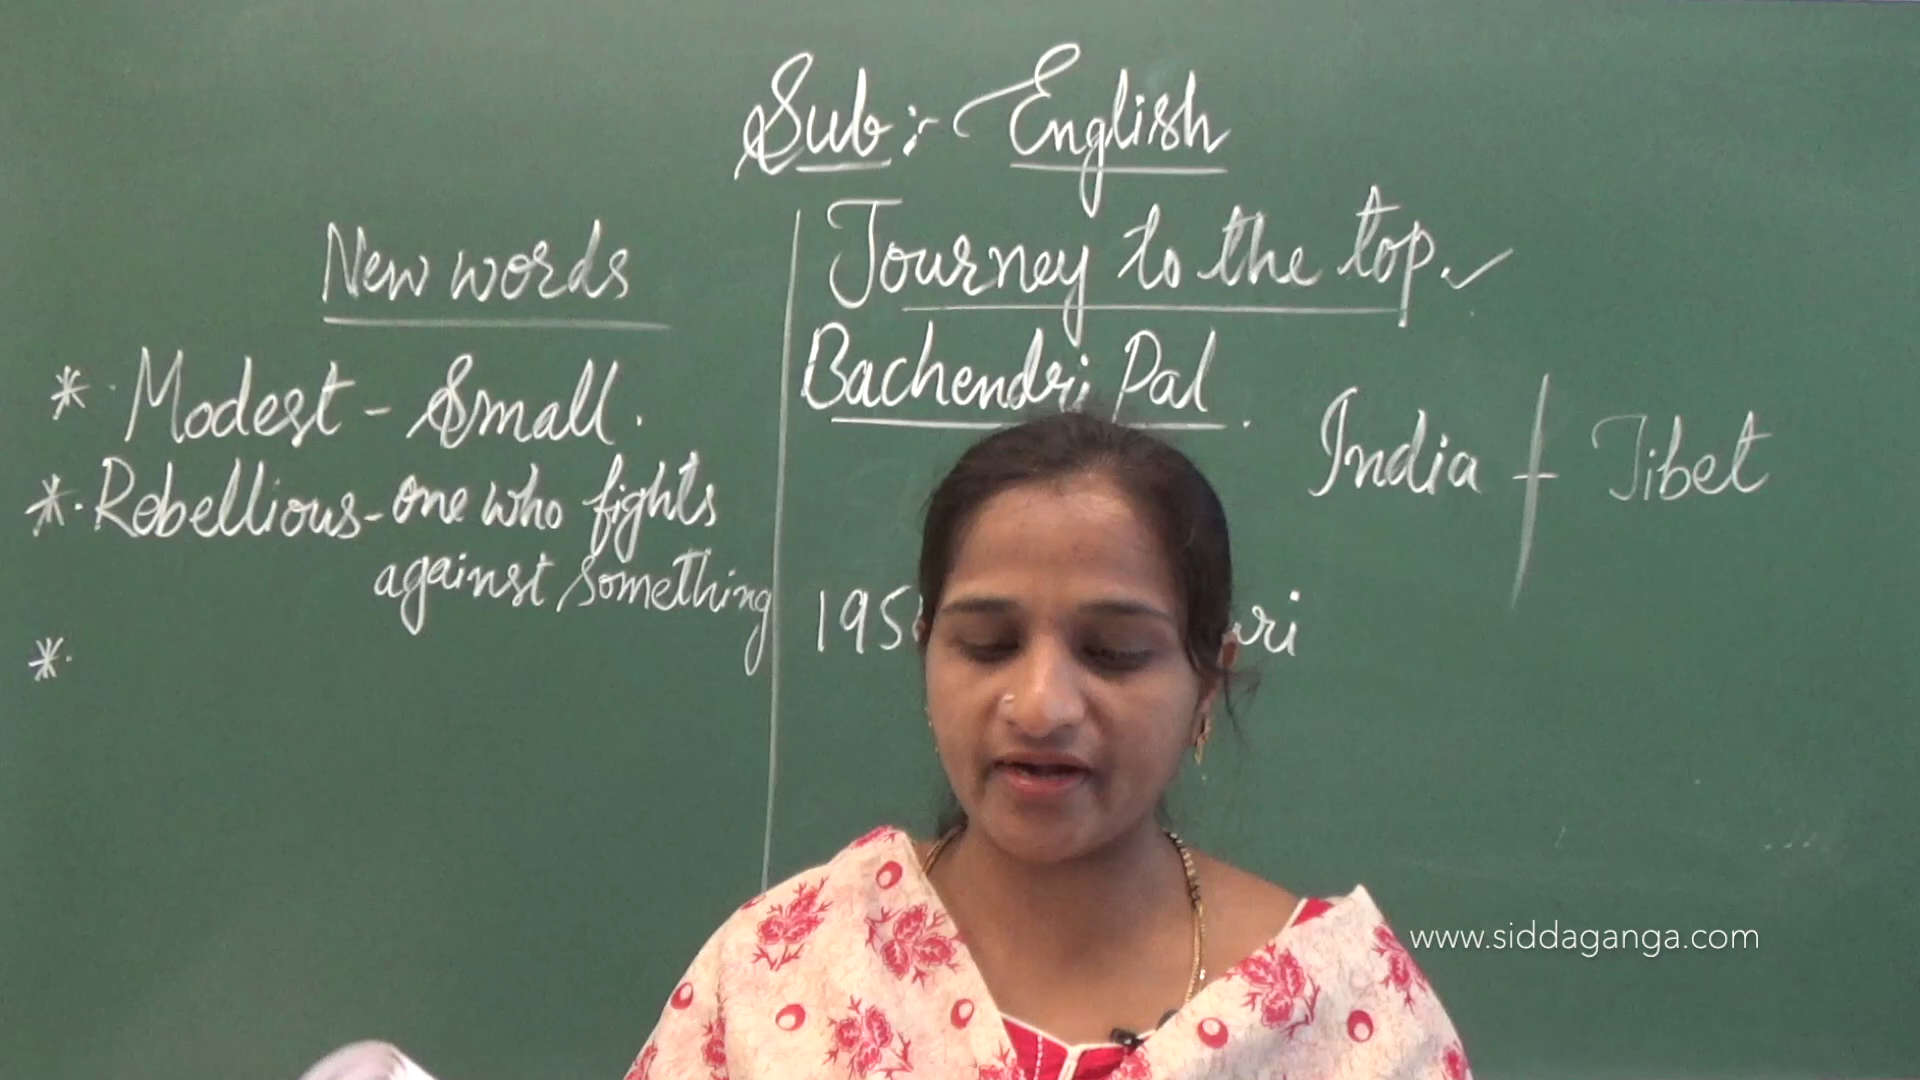 Sub :- English
New words
* Modest - Small.
* Rebellious - one who fights
against something
*
Journey to the top. ✓
Bachendri Pal.
India + Tibet
www.siddaganga.com